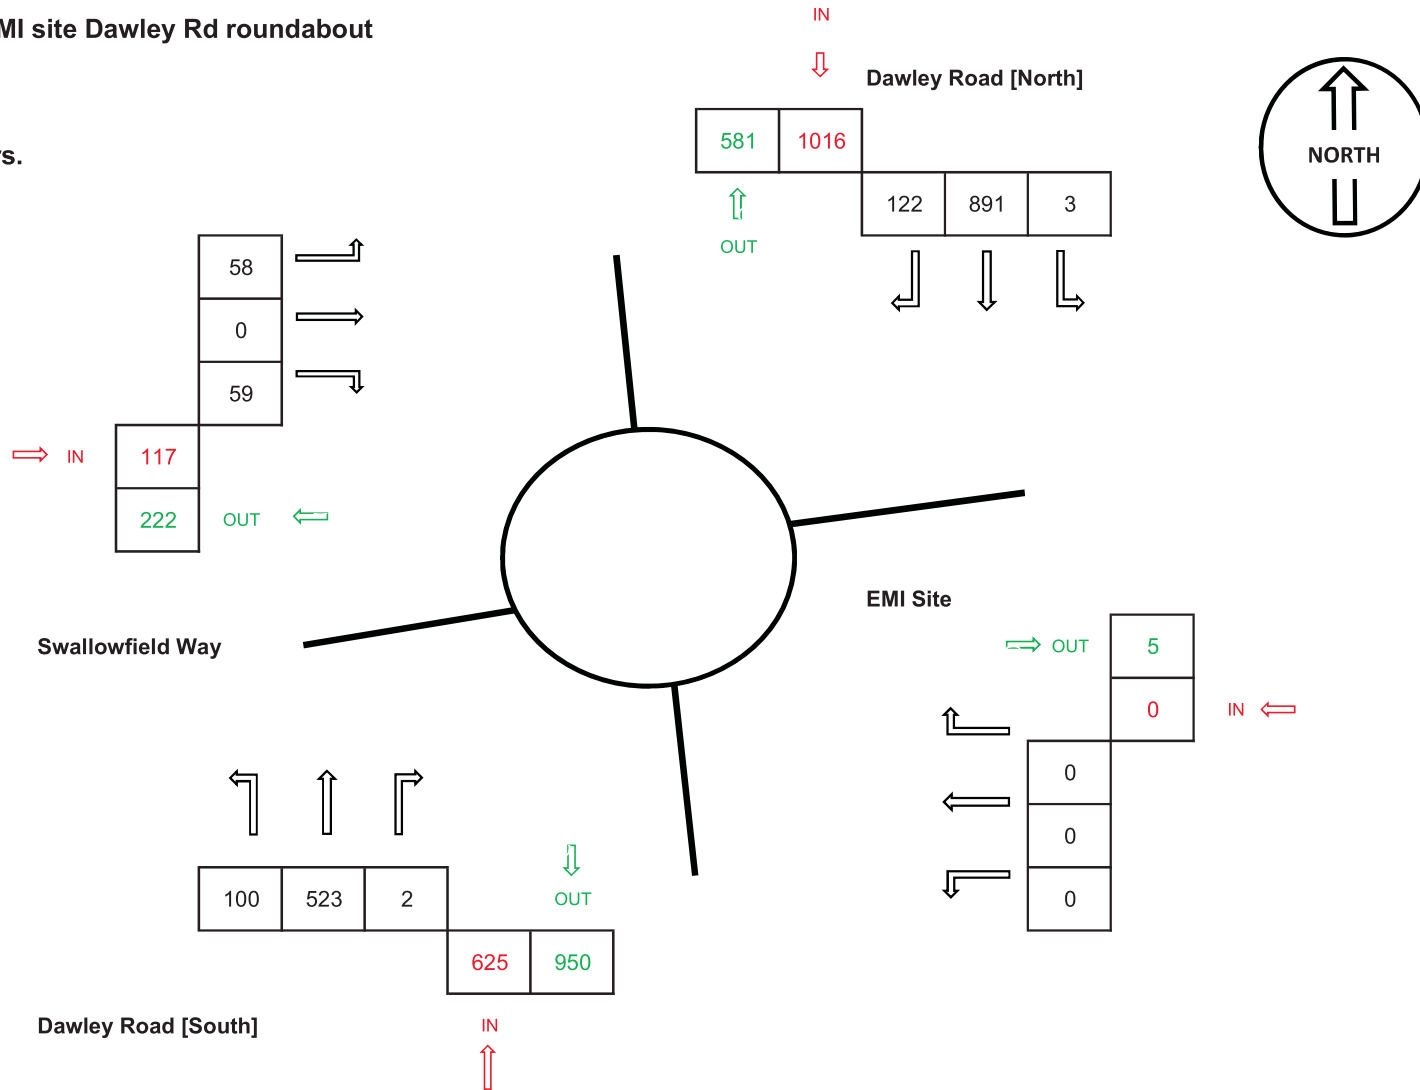 MI site Dawley Rd roundabout
IN
Dawley Road [North]
581 1016
NORTH
s.
122 891 3
OUT
58
0
59
IN 117
222 OUT
EMI Site
Swallowfield Way
OUT 5
0 IN
0
0
0
100 523 2
OUT
625 950
Dawley Road [South]
IN